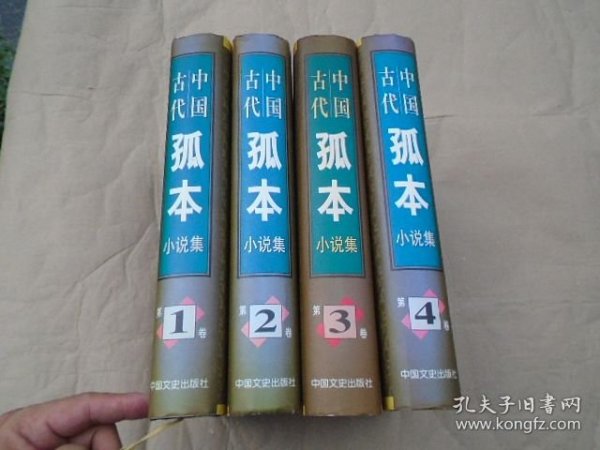 中国
古代
孤本
小说集
第1卷
中国文史出版社
中国
古代
孤本
小说集
第2卷
中国文史出版社
中国
古代
孤本
小说集
第3卷
中国文史出版社
中国
古代
孤本
小说集
第4卷
中国文史出版社
孔夫子旧书网
www.kongfz.com